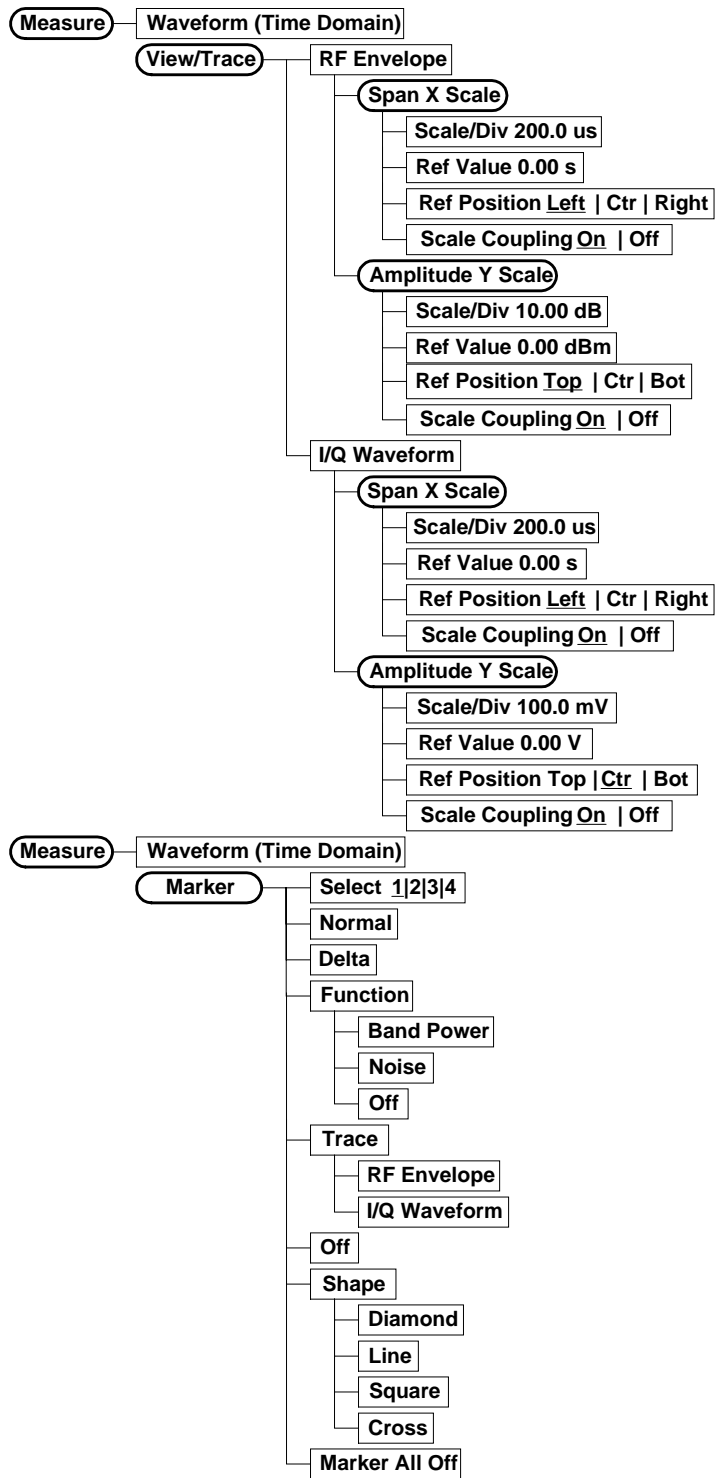 Measure
Waveform (Time Domain)
View/Trace
RF Envelope
Span X Scale
Scale/Div 200.0 us
Ref Value 0.00 s
Ref Position Left | Ctr | Right
Scale Coupling On | Off
Amplitude Y Scale
Scale/Div 10.00 dB
Ref Value 0.00 dBm
Ref Position Top | Ctr | Bot
Scale Coupling On | Off
I/Q Waveform
Span X Scale
Scale/Div 200.0 us
Ref Value 0.00 s
Ref Position Left | Ctr | Right
Scale Coupling On | Off
Amplitude Y Scale
Scale/Div 100.0 mV
Ref Value 0.00 V
Ref Position Top | Ctr | Bot
Scale Coupling On | Off
Measure
Waveform (Time Domain)
Marker
Select 1|2|3|4
Normal
Delta
Function
Band Power
Noise
Off
Trace
RF Envelope
I/Q Waveform
Off
Shape
Diamond
Line
Square
Cross
Marker All Off